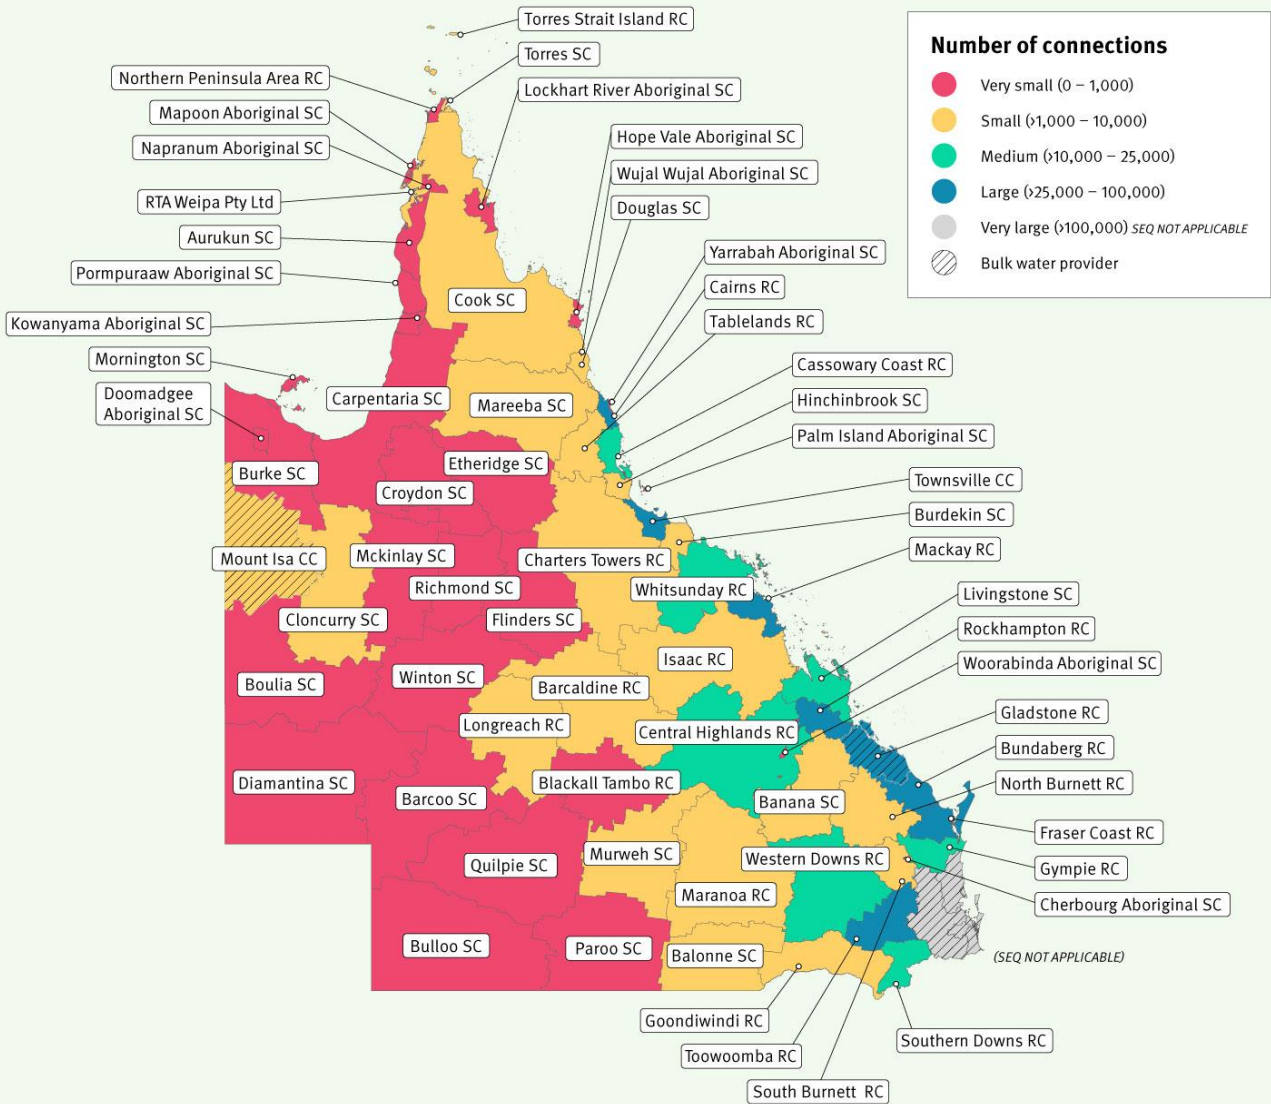 Torres Strait Island RC
Torres SC
Northern Peninsula Area RC
Lockhart River Aboriginal SC
Mapoon Aboriginal SC
Hope Vale Aboriginal SC
Napranum Aboriginal SC
Wujal Wujal Aboriginal SC
RTA Weipa Pty Ltd
Douglas SC
Aurukun SC
Yarrabah Aboriginal SC
Pormpuraaw Aboriginal SC
Cairns RC
Cook SC
Kowanyama Aboriginal SC
Tablelands RC
Mornington SC
Cassowary Coast RC
Doomadgee
Aboriginal SC
Carpentaria SC
Mareeba SC
Hinchinbrook SC
Palm Island Aboriginal SC
Burke SC
Etheridge SC
Croydon SC
Townsville CC
Burdekin SC
Mount Isa CC
Mckinlay SC
Charters Towers RC
Mackay RC
Richmond SC
Whitsunday RC
Livingstone SC
Cloncurry SC
Flinders SC
Rockhampton RC
Isaac RC
Woorabinda Aboriginal SC
Boulia SC
Winton SC
Barcaldine RC
Longreach RC
Central Highlands RC
Gladstone RC
Bundaberg RC
Diamantina SC
Barcoo SC
Blackall Tambo RC
North Burnett RC
Banana SC
Fraser Coast RC
Quilpie SC
Murweh SC
Western Downs RC
Gympie RC
Maranoa RC
Cherbourg Aboriginal SC
Bulloo SC
Paroo SC
Balonne SC
(SEQ NOT APPLICABLE)
Goondiwindi RC
Southern Downs RC
Toowoomba RC
South Burnett RC
Number of connections
Very small (0 – 1,000)
Small (>1,000 – 10,000)
Medium (>10,000 – 25,000)
Large (>25,000 – 100,000)
Very large (>100,000) SEQ NOT APPLICABLE
Bulk water provider